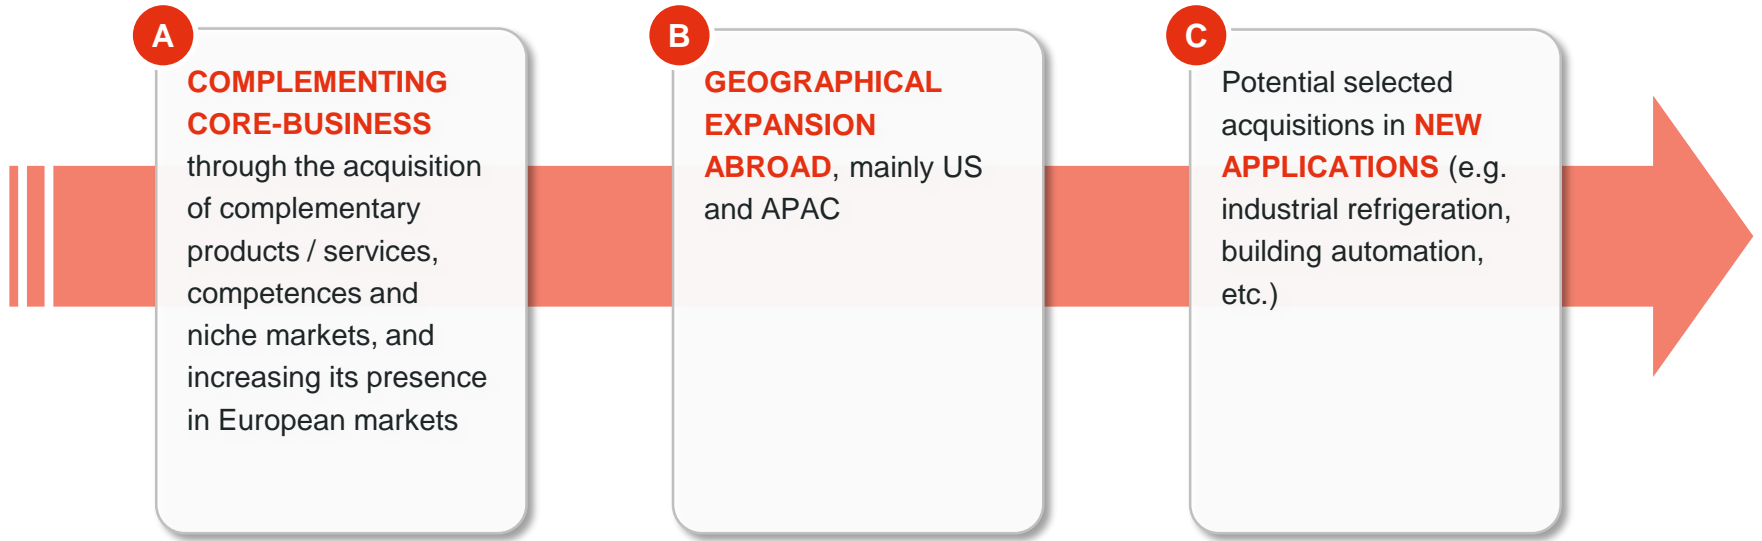 A
COMPLEMENTING
CORE-BUSINESS
through the acquisition
of complementary
products / services,
competences and
niche markets, and
increasing its presence
in European markets
B
GEOGRAPHICAL
EXPANSION
ABROAD, mainly US
and APAC
C
Potential selected
acquisitions in NEW
APPLICATIONS (e.g.
industrial refrigeration,
building automation,
etc.)